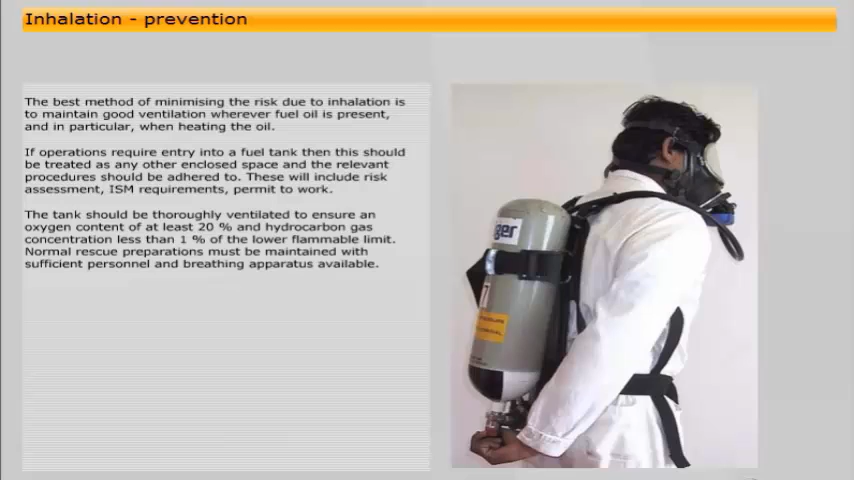 Inhalation - prevention
The best method of minimising the risk due to inhalation is
to maintain good ventilation wherever fuel oil is present,
and in particular, when heating the oil.
If operations require entry into a fuel tank then this should
be treated as any other enclosed space and the relevant
procedures should be adhered to. These will include risk
assessment, ISM requirements, permit to work.
The tank should be thoroughly ventilated to ensure an
oxygen content of at least 20 % and hydrocarbon gas
concentration less than 1 % of the lower flammable limit.
Normal rescue preparations must be maintained with
sufficient personnel and breathing apparatus available.
ger
7